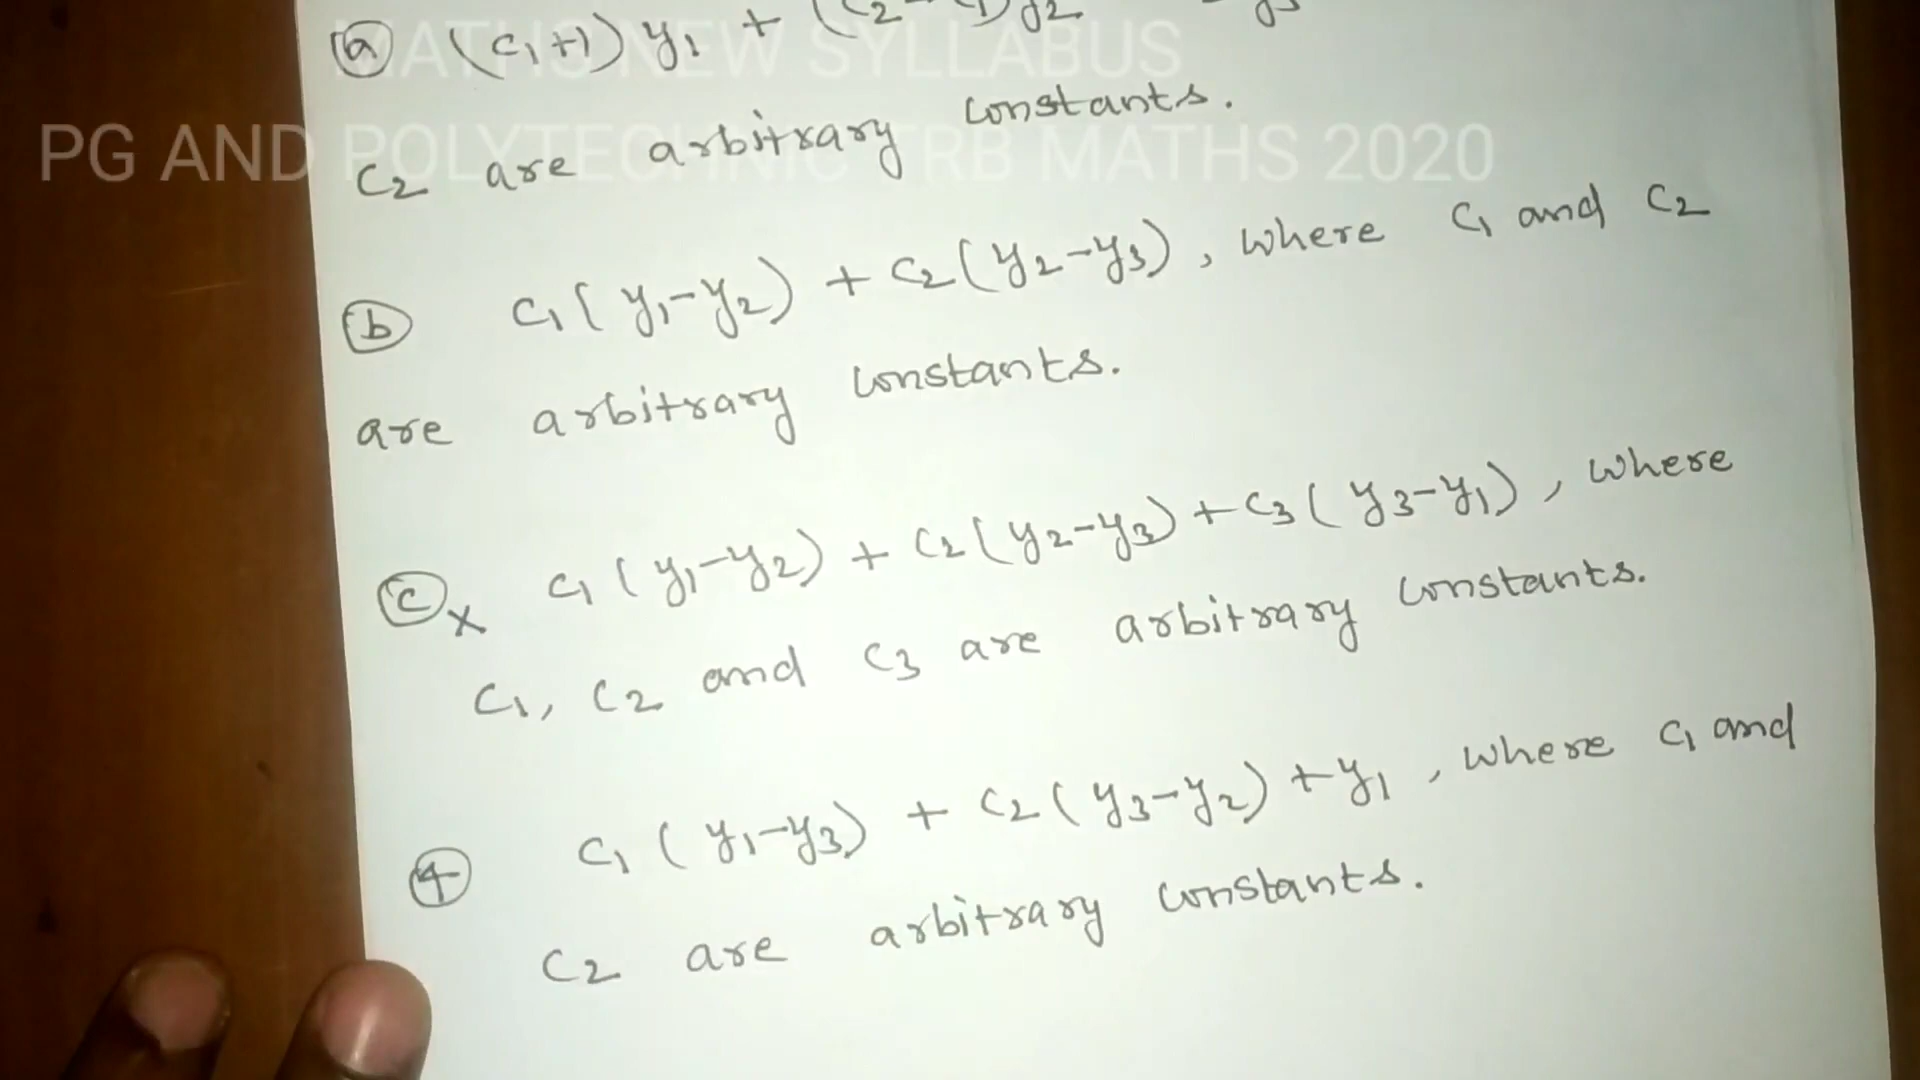 MATHS NEW SYLLABUS
PG AND POLYTECHNIC TRB MATHS 2020
(a) (c1+1) y1 + (c2- )y2
c2 are arbitrary constants.
(b) c1(y1-y2) + c2(y2-y3), where c1 and c2
are arbitrary constants.
(c)x c1(y1-y2) + c2(y2-y3) + c3(y3-y1), where
c1, c2 and c3 are arbitrary constants.
(4) c1(y1-y3) + c2(y3-y2) + y1, where c1 and
c2 are arbitrary constants.